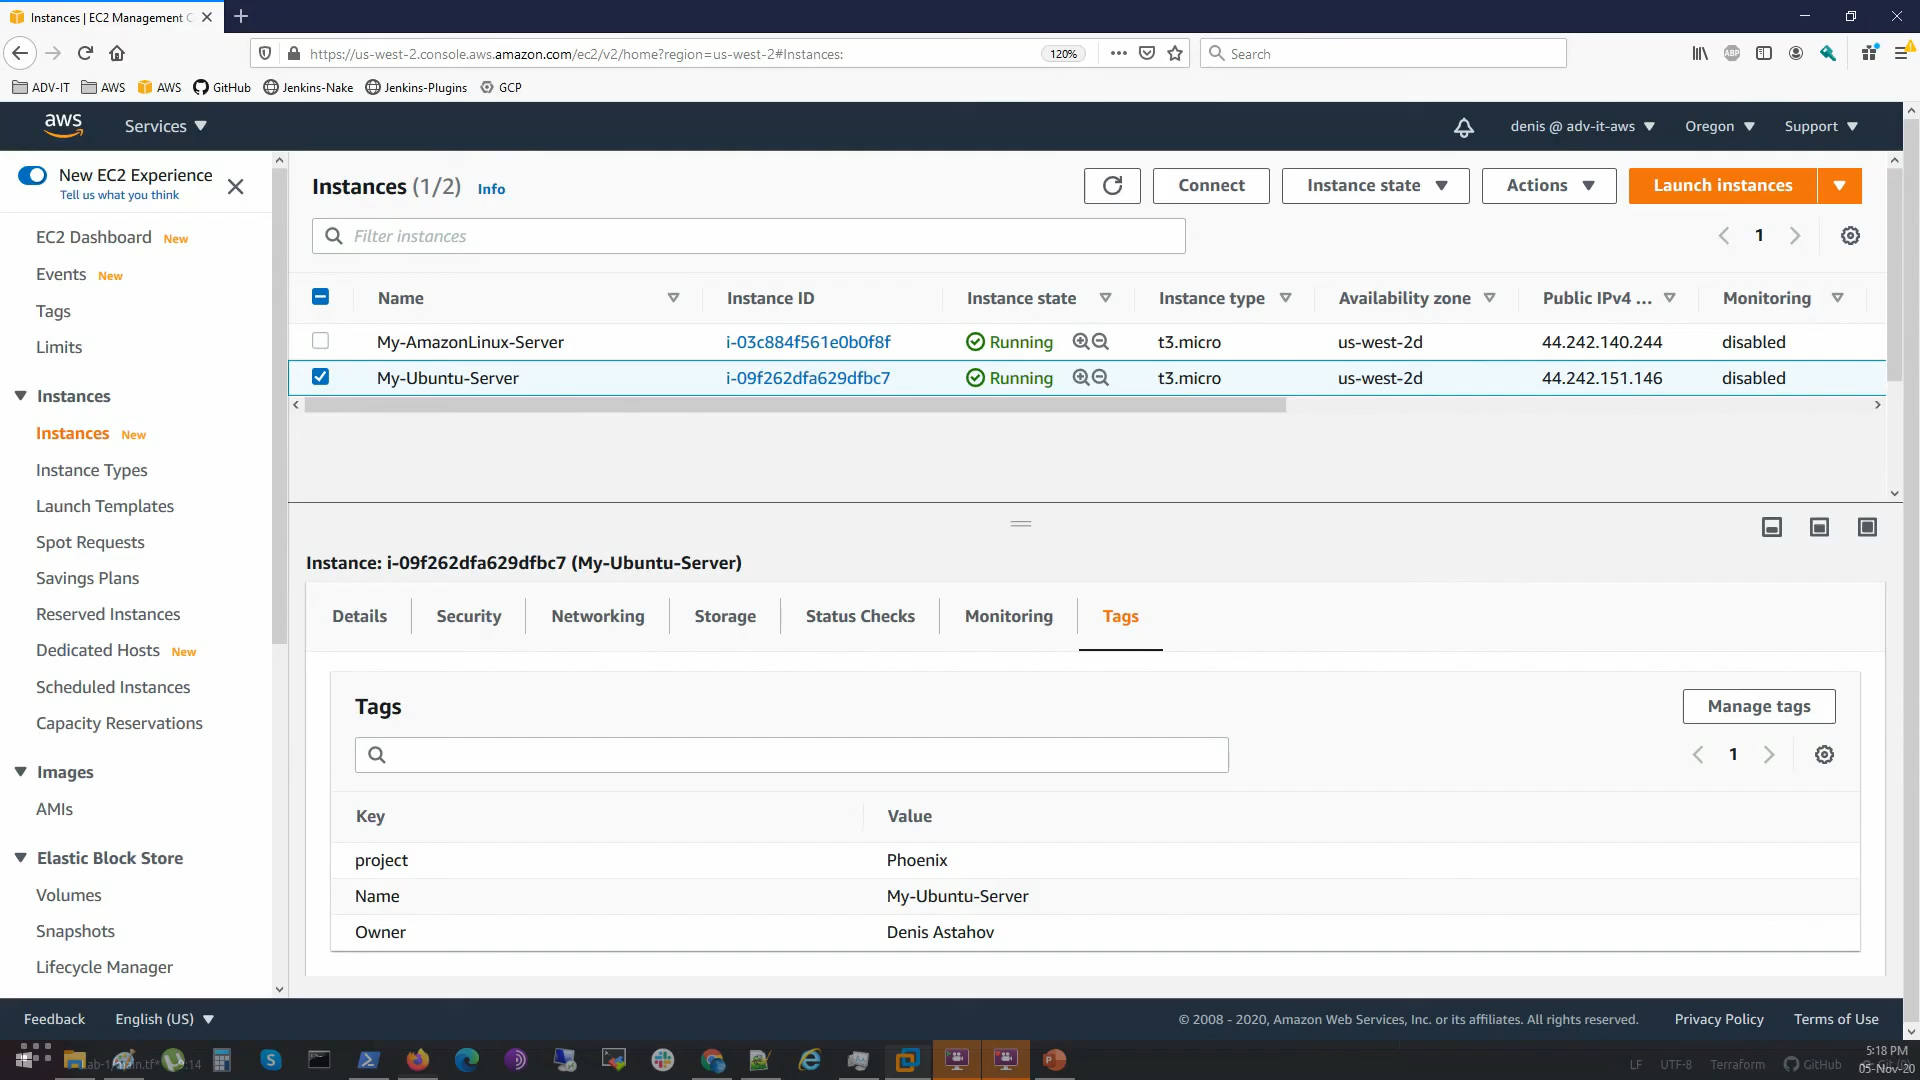 Instances | EC2 Management C
https://us-west-2.console.aws.amazon.com/ec2/v2/home?region=us-west-2#Instances:
120%
Search
ABP
ADV-IT
AWS
AWS
GitHub
Jenkins-Nake
Jenkins-Plugins
GCP
aws
Services
denis @ adv-it-aws
Oregon
Support
New EC2 Experience
Tell us what you think
EC2 Dashboard New
Events New
Tags
Limits
Instances
Instances New
Instance Types
Launch Templates
Spot Requests
Savings Plans
Reserved Instances
Dedicated Hosts New
Scheduled Instances
Capacity Reservations
Images
AMIs
Elastic Block Store
Volumes
Snapshots
Lifecycle Manager
Instances (1/2) Info
Connect
Instance state
Actions
Launch instances
Filter instances
1
Name Instance ID Instance state Instance type Availability zone Public IPv4 ... Monitoring
My-AmazonLinux-Server i-03c884f561e0b0f8f Running t3.micro us-west-2d 44.242.140.244 disabled
My-Ubuntu-Server i-09f262dfa629dfbc7 Running t3.micro us-west-2d 44.242.151.146 disabled
Instance: i-09f262dfa629dfbc7 (My-Ubuntu-Server)
Details Security Networking Storage Status Checks Monitoring Tags
Tags
Manage tags
1
Key Value
project Phoenix
Name My-Ubuntu-Server
Owner Denis Astahov
Feedback English (US)
© 2008 - 2020, Amazon Web Services, Inc. or its affiliates. All rights reserved. Privacy Policy Terms of Use
LF UTF-8 Terraform GitHub
5:18 PM
05-Nov-20